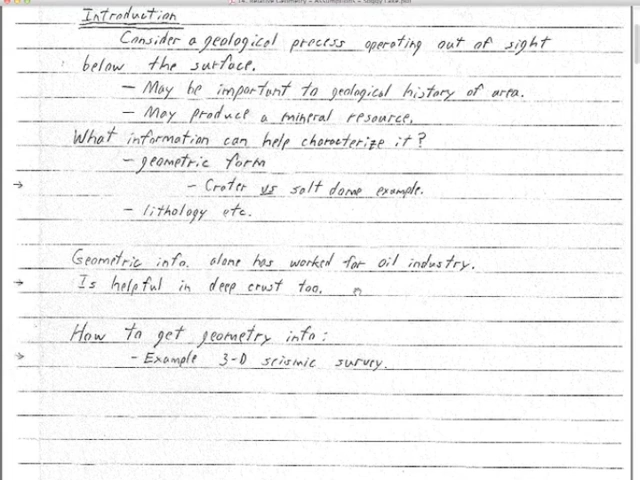 Introduction
Consider a geological process operating out of sight
below the surface.
– May be important to geological history of area.
– May produce a mineral resource.
What information can help characterize it?
– geometric form
→ – Crater vs salt dome example.
– lithology etc.
Geometric info. alone has worked for oil industry.
→ Is helpful in deep crust too.
How to get geometry info:
→ – Example 3-D seismic survey.